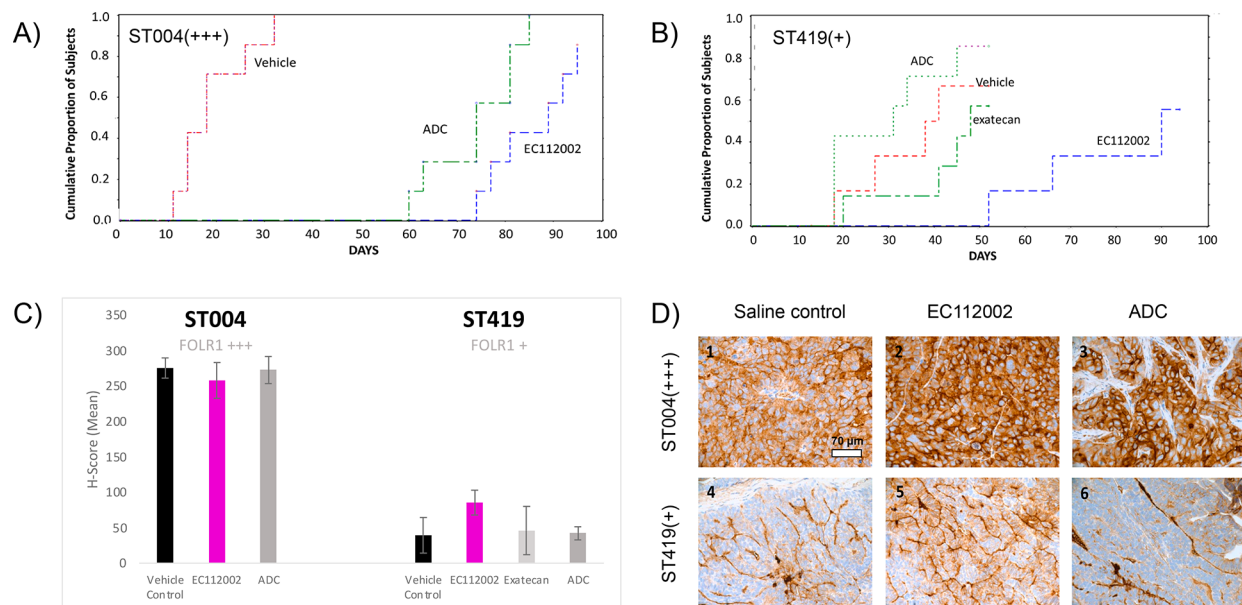 A)
ST004(+++)
Cumulative Proportion of Subjects
1.0
0.8
0.6
0.4
0.2
0.0
Vehicle
ADC
EC112002
0 10 20 30 40 50 60 70 80 90 100
DAYS
B)
ST419(+)
Cumulative Proportion of Subjects
1.0
0.8
0.6
0.4
0.2
0.0
ADC
Vehicle
exatecan
EC112002
0 10 20 30 40 50 60 70 80 90 100
DAYS
C)
H-Score (Mean)
350
300
250
200
150
100
50
0
ST004
FOLR1 +++
ST419
FOLR1 +
Vehicle Control EC112002 ADC
Vehicle Control EC112002 Exatecan ADC
D)
Saline control EC112002 ADC
ST004(+++)
1 2 3
70 µm
ST419(+)
4 5 6